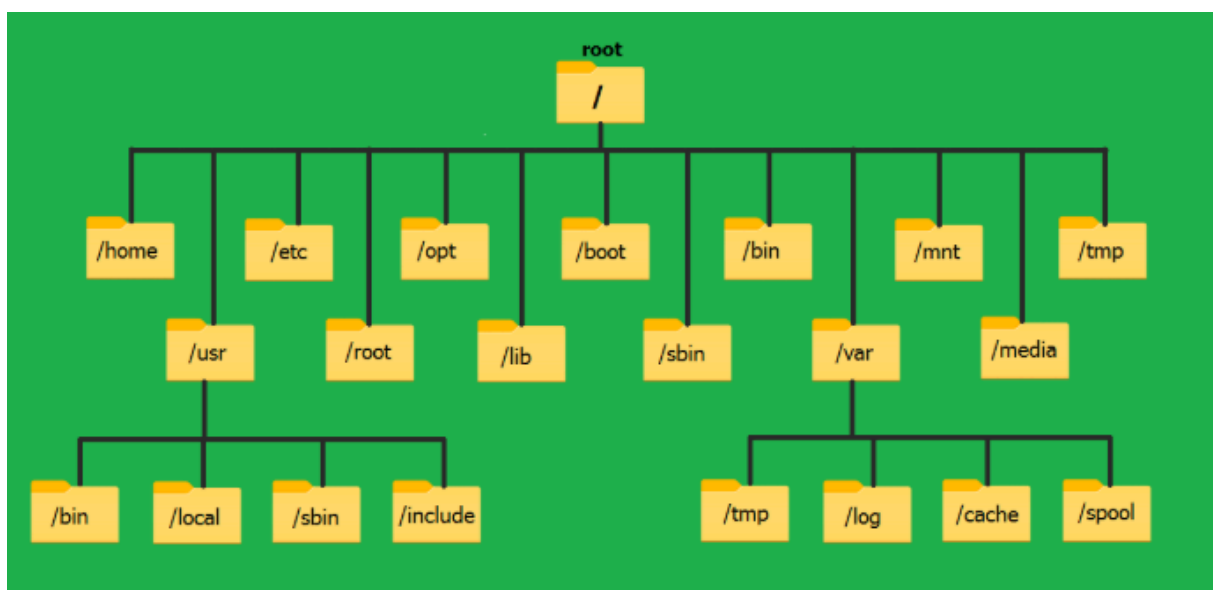 root
/
/home
/etc
/opt
/boot
/bin
/mnt
/tmp
/usr
/root
/lib
/sbin
/var
/media
/bin
/local
/sbin
/include
/tmp
/log
/cache
/spool